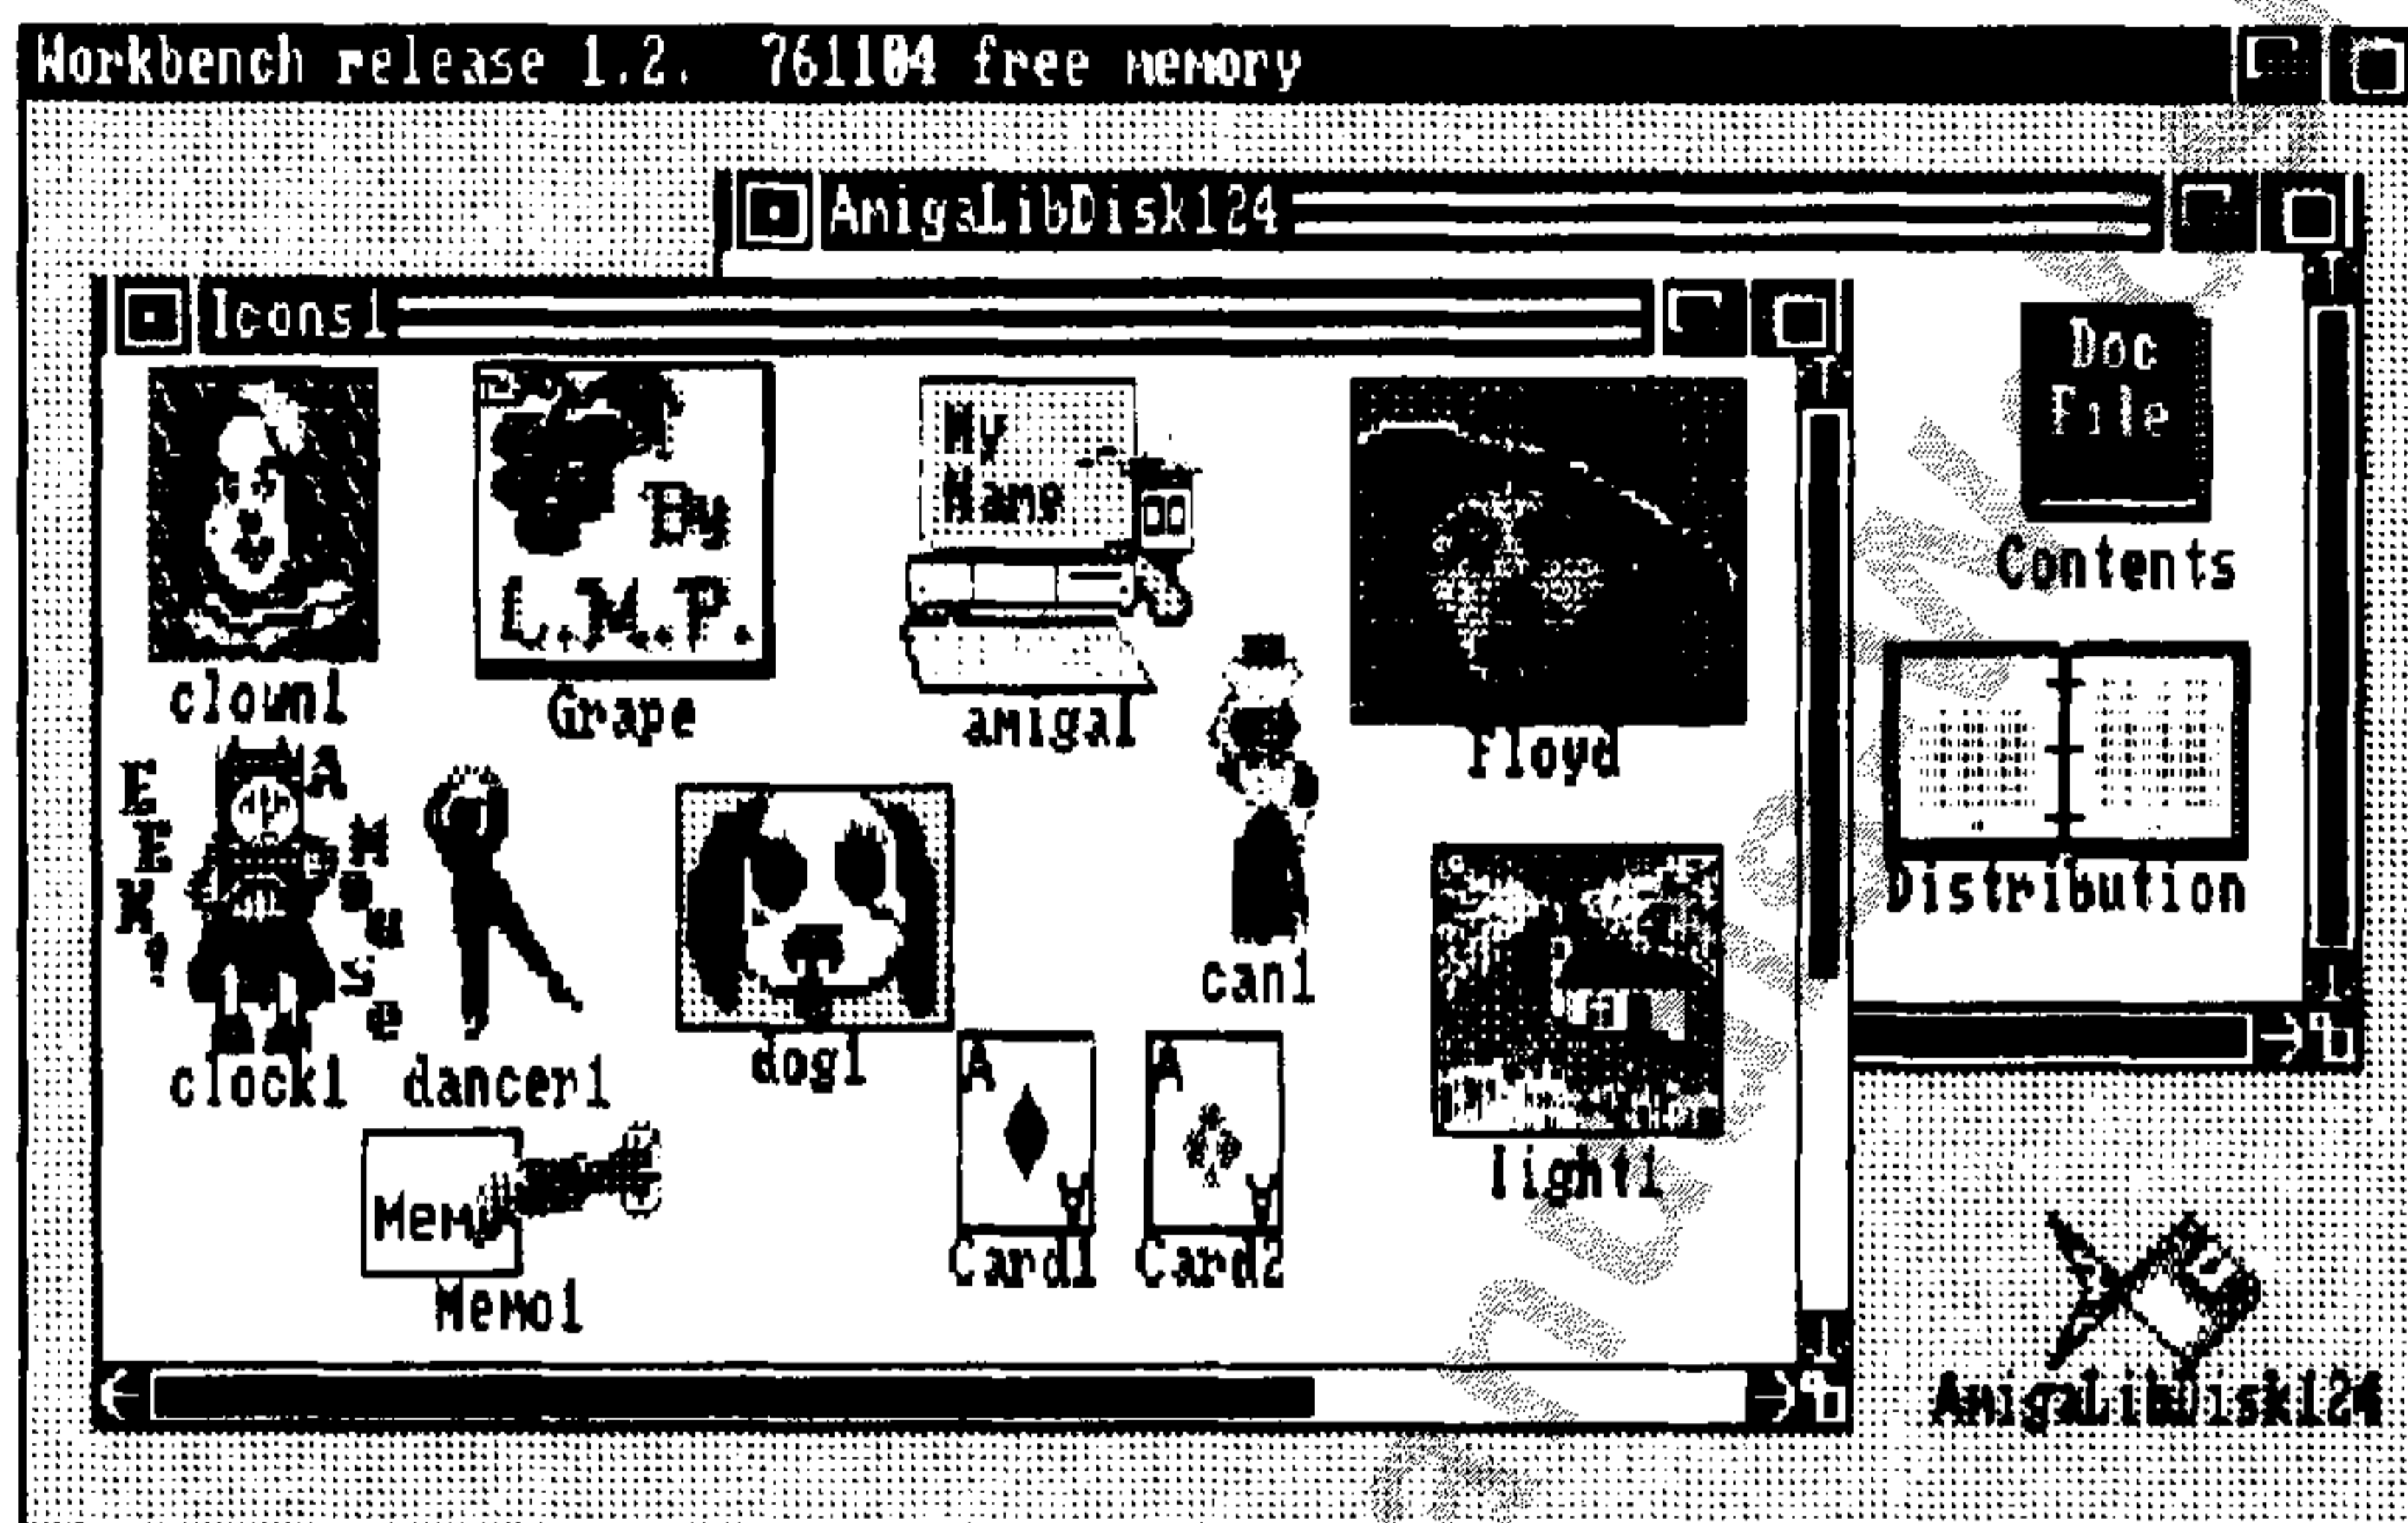 Workbench release 1.2. 761104 free memory
AmigaLibDisk124
Icons1
Doc
File
Contents
Distribution
By
L.M.P.
My
Name
clown1
Grape
amiga1
Floyd
EEK!
A
Mouse
can1
clock1
dancer1
dog1
A
A
A
A
light1
Memo
Card1
Card2
Memo1
AmigaLibDisk124